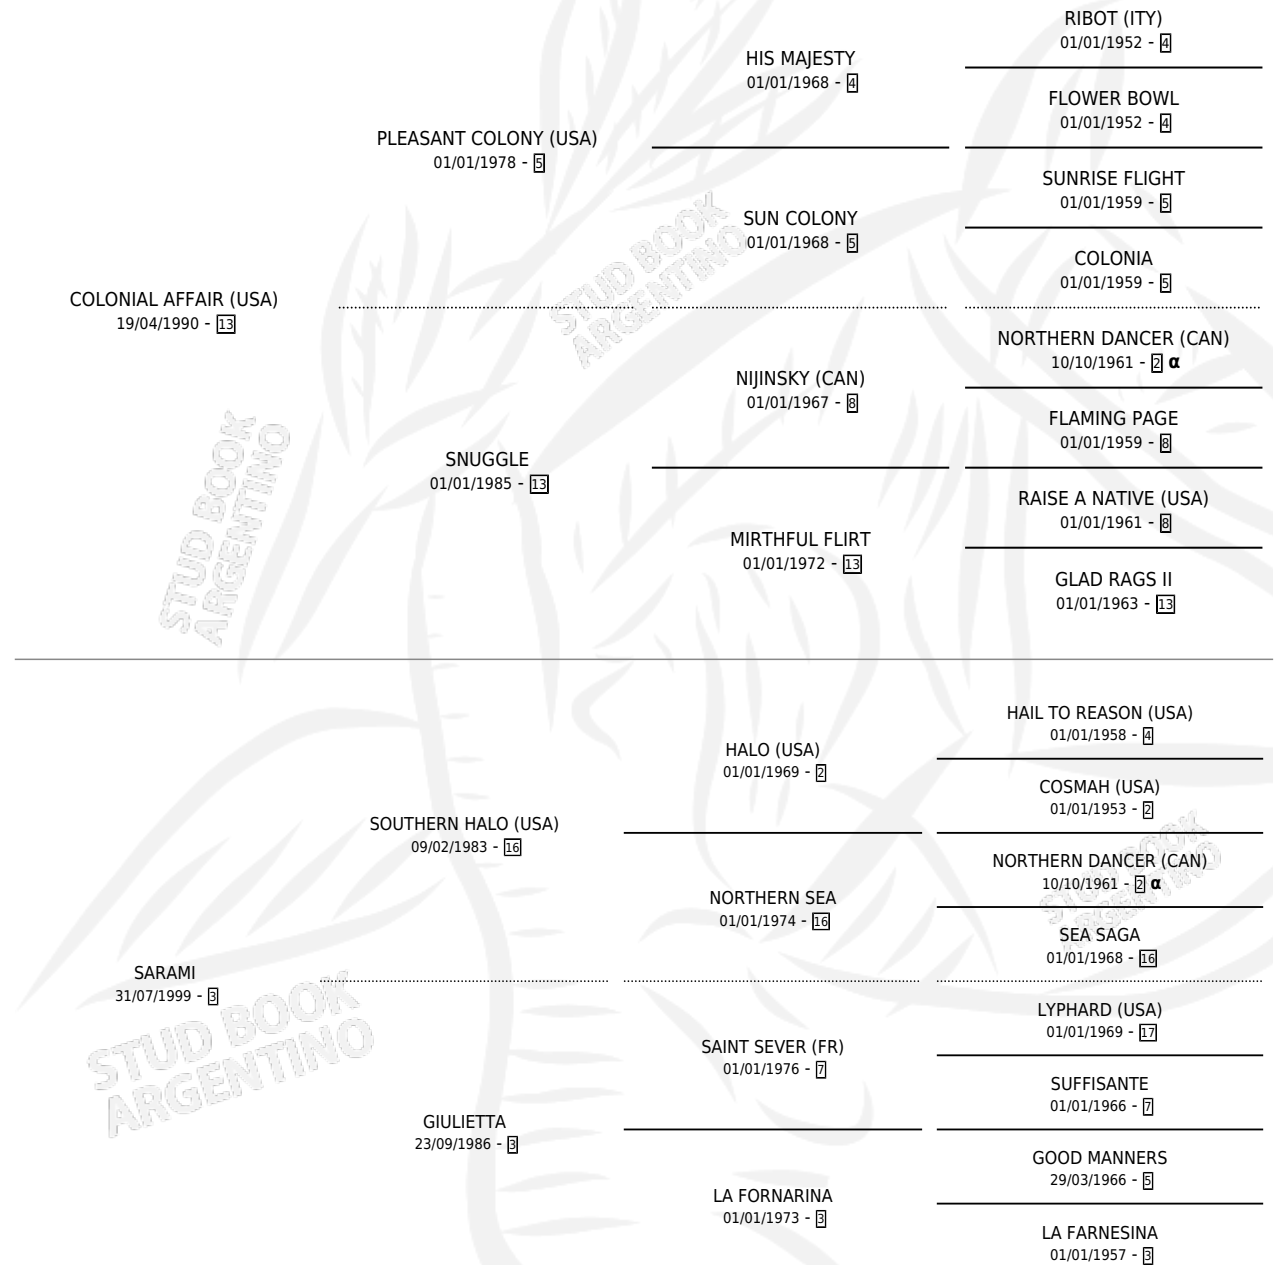 RIBOT (ITY)
01/01/1952 - 4
HIS MAJESTY
01/01/1968 - 4
FLOWER BOWL
01/01/1952 - 4
PLEASANT COLONY (USA)
01/01/1978 - 5
SUNRISE FLIGHT
01/01/1959 - 5
SUN COLONY
01/01/1968 - 5
COLONIA
01/01/1959 - 5
COLONIAL AFFAIR (USA)
19/04/1990 - 13
NORTHERN DANCER (CAN)
10/10/1961 - 2 α
NIJINSKY (CAN)
01/01/1967 - 8
FLAMING PAGE
01/01/1959 - 8
SNUGGLE
01/01/1985 - 13
RAISE A NATIVE (USA)
01/01/1961 - 8
MIRTHFUL FLIRT
01/01/1972 - 13
GLAD RAGS II
01/01/1963 - 13
STUD BOOK
ARGENTINO
STUD BOOK
ARGENTINO
HAIL TO REASON (USA)
01/01/1958 - 4
HALO (USA)
01/01/1969 - 2
COSMAH (USA)
01/01/1953 - 2
SOUTHERN HALO (USA)
09/02/1983 - 16
NORTHERN DANCER (CAN)
10/10/1961 - 2 α
NORTHERN SEA
01/01/1974 - 16
SEA SAGA
01/01/1968 - 16
SARAMI
31/07/1999 - 3
LYPHARD (USA)
01/01/1969 - 17
SAINT SEVER (FR)
01/01/1976 - 7
SUFFISANTE
01/01/1966 - 7
GIULIETTA
23/09/1986 - 3
GOOD MANNERS
29/03/1966 - 5
LA FORNARINA
01/01/1973 - 3
LA FARNESINA
01/01/1957 - 3
STUD BOOK
ARGENTINO
STUD BOOK
ARGENTINO